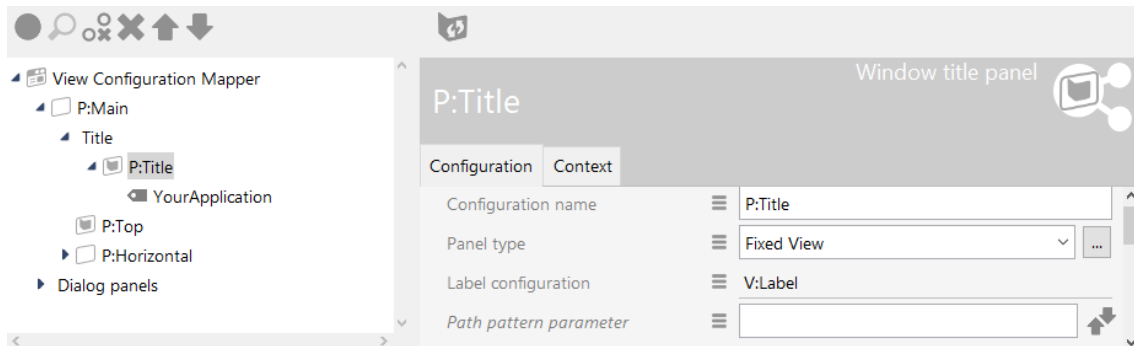 View Configuration Mapper
P:Main
Title
P:Title
YourApplication
P:Top
P:Horizontal
Dialog panels
Window title panel
P:Title
Configuration Context
Configuration name P:Title
Panel type Fixed View ...
Label configuration V:Label
Path pattern parameter